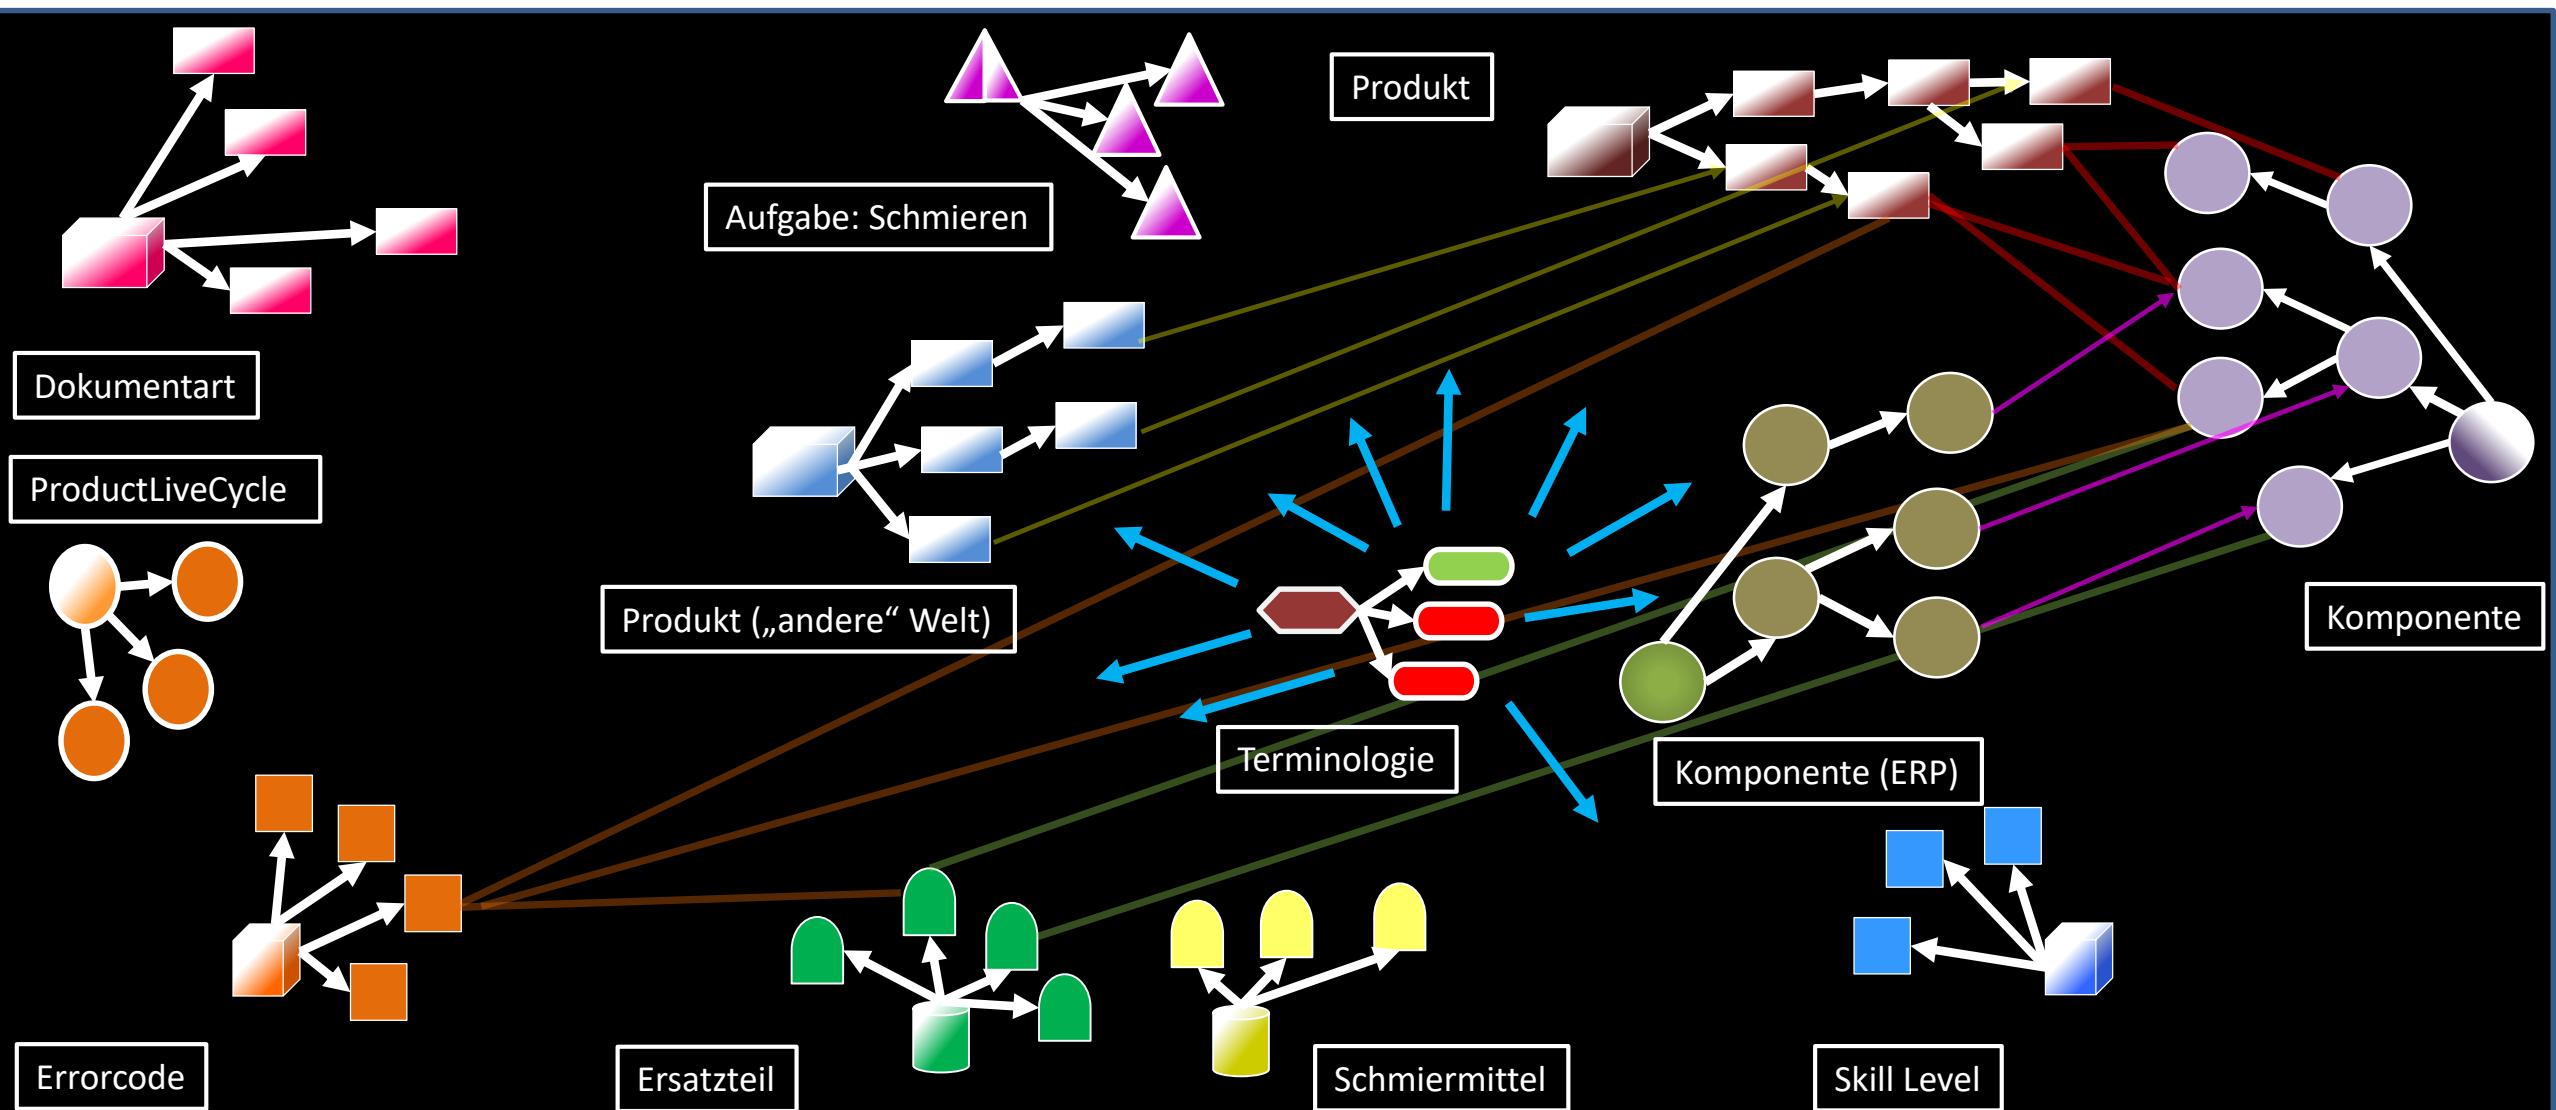 Produkt
Aufgabe: Schmieren
Dokumentart
ProductLiveCycle
Produkt („andere“ Welt)
Komponente
Terminologie
Komponente (ERP)
Errorcode
Ersatzteil
Schmiermittel
Skill Level